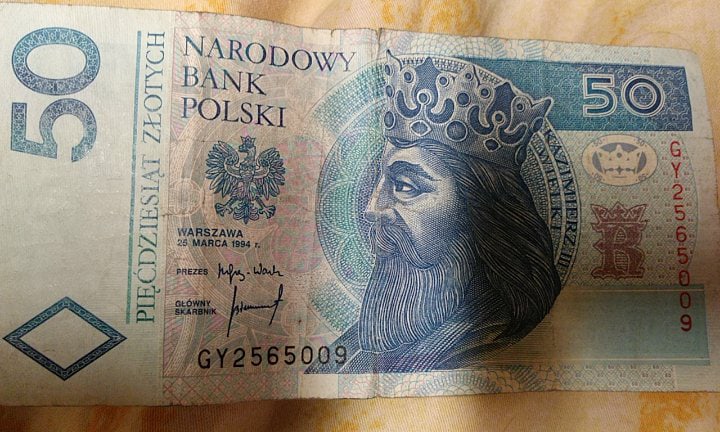 50
PIĘĆDZIESIĄT ZŁOTYCH
NARODOWY
BANK
POLSKI
WARSZAWA
25 MARCA 1994 r.
PREZES
GŁÓWNY
SKARBNIK
GY2565009
KAZIMIERZ III
WIELKI
50
GY2565009